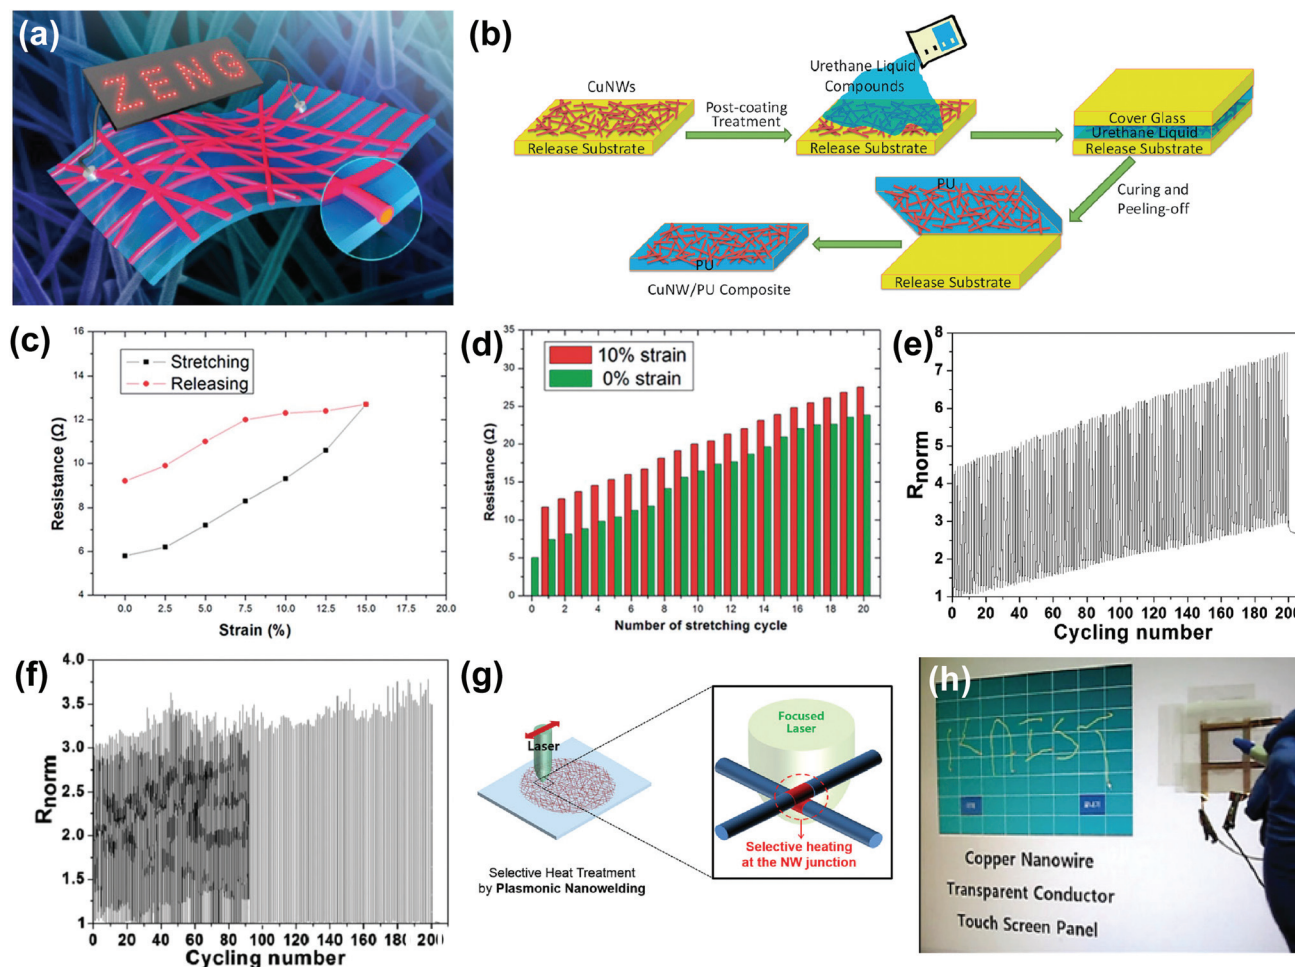 (a)
ZENG
(b)
CuNWs
Release Substrate
Post-coating
Treatment
Urethane Liquid
Compounds
Release Substrate
Cover Glass
Urethane Liquid
Release Substrate
Curing and
Peeling-off
PU
Release Substrate
PU
CuNW/PU Composite
(c)
Stretching
Releasing
Resistance (Ω)
16
14
12
10
8
6
4
0.0 2.5 5.0 7.5 10.0 12.5 15.0 17.5 20.0
Strain (%)
(d)
10% strain
0% strain
Resistance (Ω)
35
30
25
20
15
10
5
0
0 2 4 6 8 10 12 14 16 18 20
Number of stretching cycle
(e)
Rnorm
8
7
6
5
4
3
2
1
0 20 40 60 80 100 120 140 160 180 200
Cycling number
(f)
Rnorm
4.0
3.5
3.0
2.5
2.0
1.5
1
0 20 40 60 80 100 120 140 160 180 200
Cycling number
(g)
Laser
Selective Heat Treatment
by Plasmonic Nanowelding
Focused
Laser
Selective heating
at the NW junction
(h)
KAIST
Copper Nanowire
Transparent Conductor
Touch Screen Panel